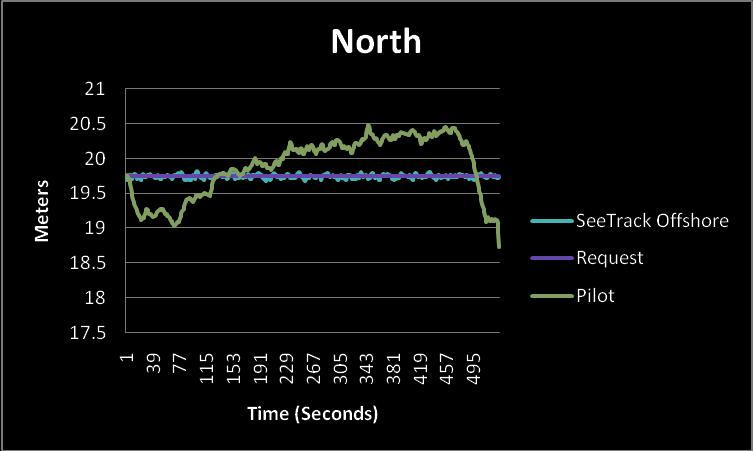 North
21
20.5
20
19.5
19
18.5
18
17.5
Meters
1 39 77 115 153 191 229 267 305 343 381 419 457 495
Time (Seconds)
SeeTrack Offshore
Request
Pilot